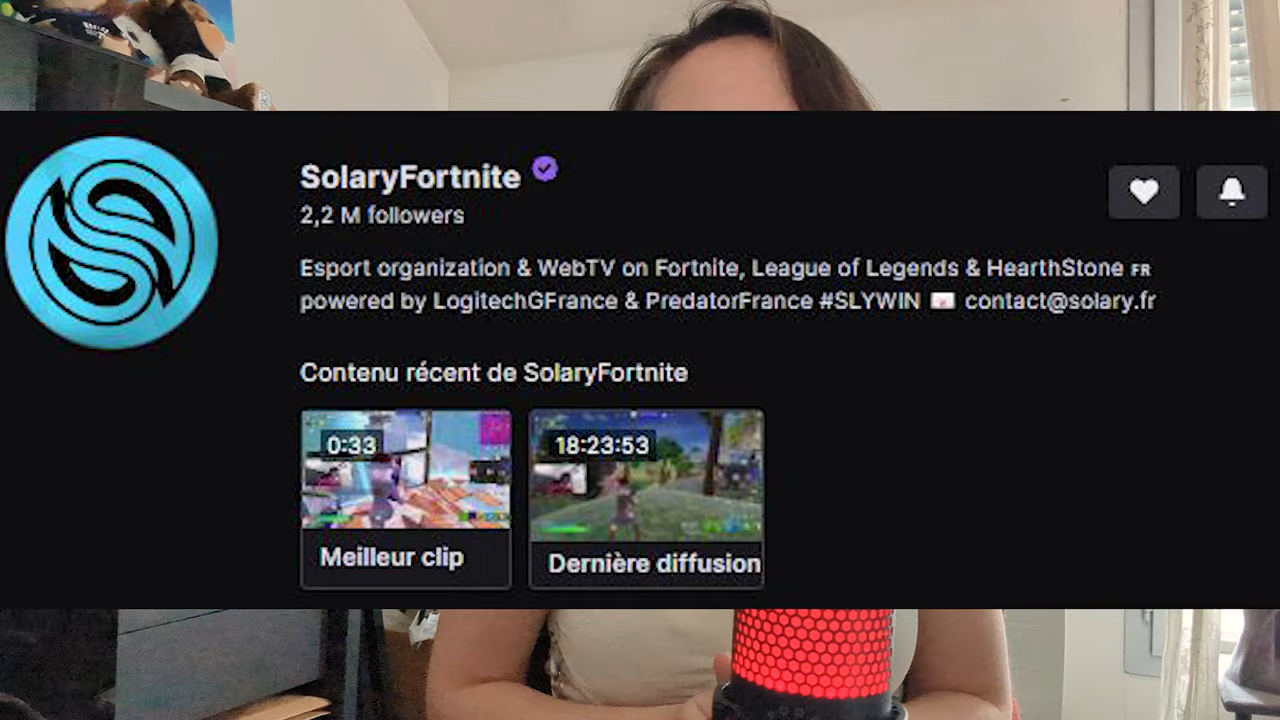 SolaryFortnite
2,2 M followers
Esport organization & WebTV on Fortnite, League of Legends & HearthStone FR
powered by LogitechGFrance & PredatorFrance #SLYWIN 💌 contact@solary.fr
Contenu récent de SolaryFortnite
0:33
18:23:53
Meilleur clip
Dernière diffusion